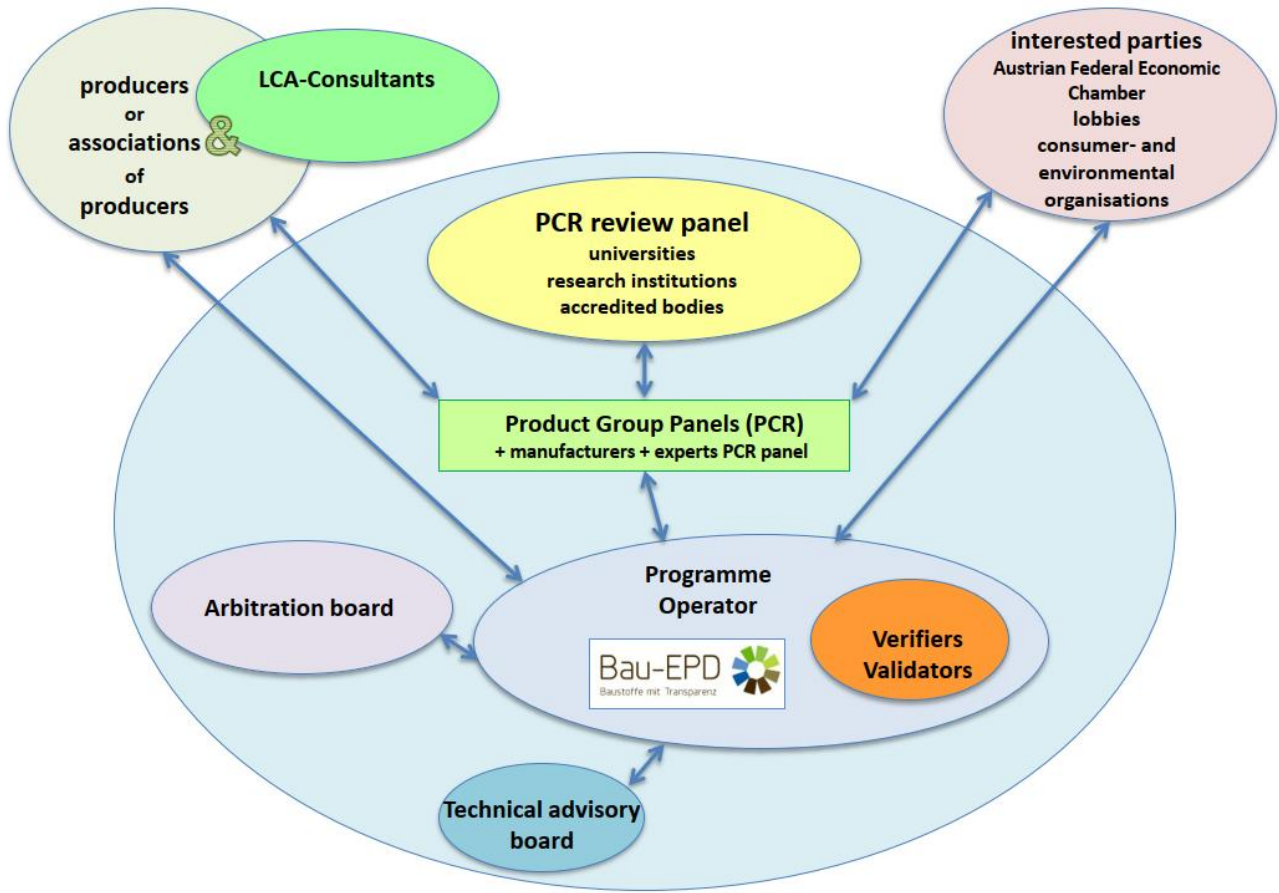 producers
or
associations
of
producers
&
LCA-Consultants
interested parties
Austrian Federal Economic
Chamber
lobbies
consumer- and
environmental
organisations
PCR review panel
universities
research institutions
accredited bodies
Product Group Panels (PCR)
+ manufacturers + experts PCR panel
Arbitration board
Programme
Operator
Bau-EPD
Baustoffe mit Transparenz
Verifiers
Validators
Technical advisory
board